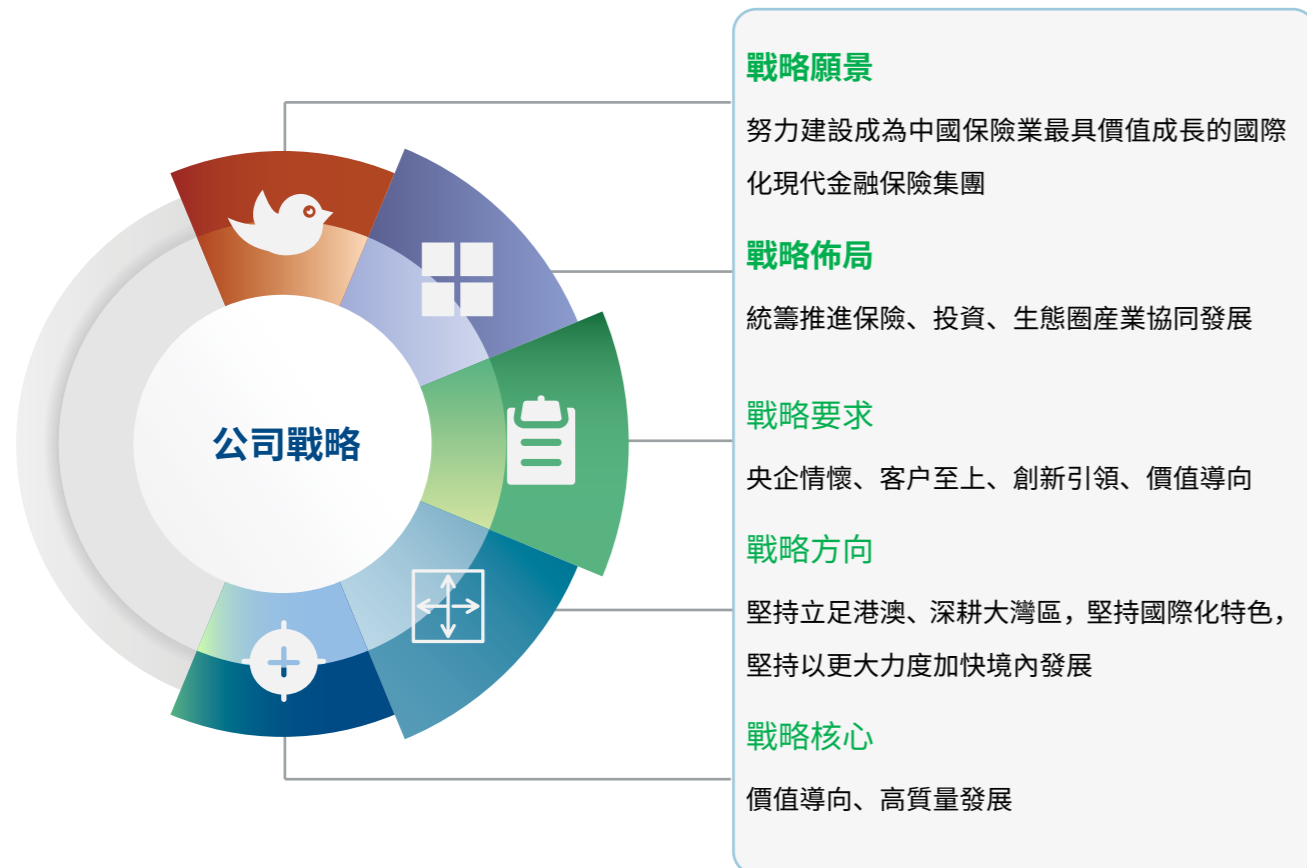 公司戰略
戰略願景
努力建設成為中國保險業最具價值成長的國際
化現代金融保險集團
戰略佈局
統籌推進保險、投資、生態圈産業協同發展
戰略要求
央企情懷、客户至上、創新引領、價值導向
戰略方向
堅持立足港澳、深耕大灣區，堅持國際化特色，
堅持以更大力度加快境內發展
戰略核心
價值導向、高質量發展